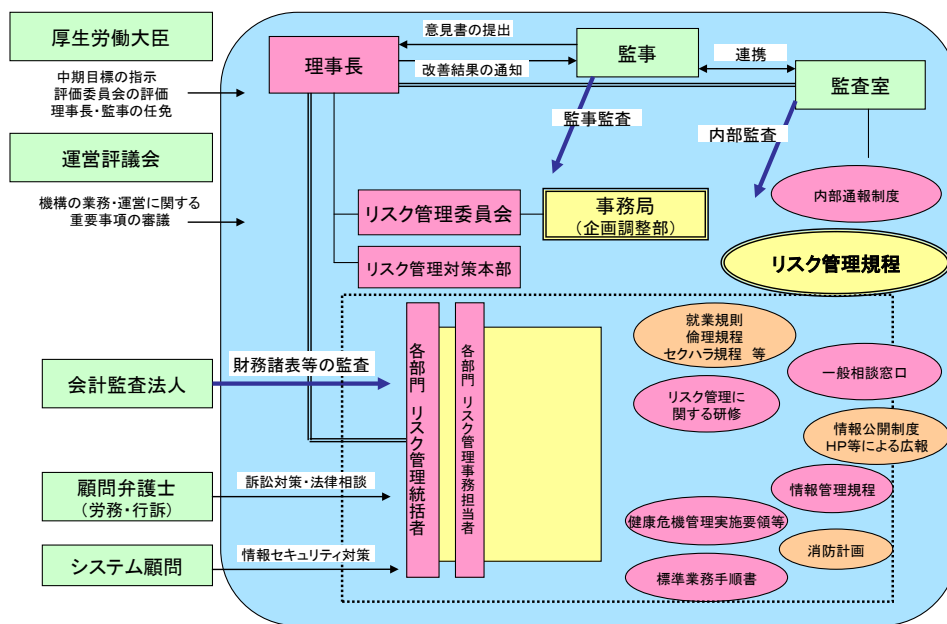 厚生労働大臣
中期目標の指示
評価委員会の評価
理事長・監事の任免
運営評議会
機構の業務・運営に関する
重要事項の審議
会計監査法人
顧問弁護士
(労務・行訴)
システム顧問
理事長
意見書の提出
改善結果の通知
監事
連携
監査室
監事監査
内部監査
内部通報制度
リスク管理委員会
事務局
(企画調整部)
リスク管理規程
リスク管理対策本部
財務諸表等の監査
訴訟対策・法律相談
情報セキュリティ対策
各部門 リスク管理統括者
各部門 リスク管理事務担当者
就業規則
倫理規程
セクハラ規程 等
一般相談窓口
リスク管理に
関する研修
情報公開制度
HP等による広報
情報管理規程
健康危機管理実施要領等
消防計画
標準業務手順書